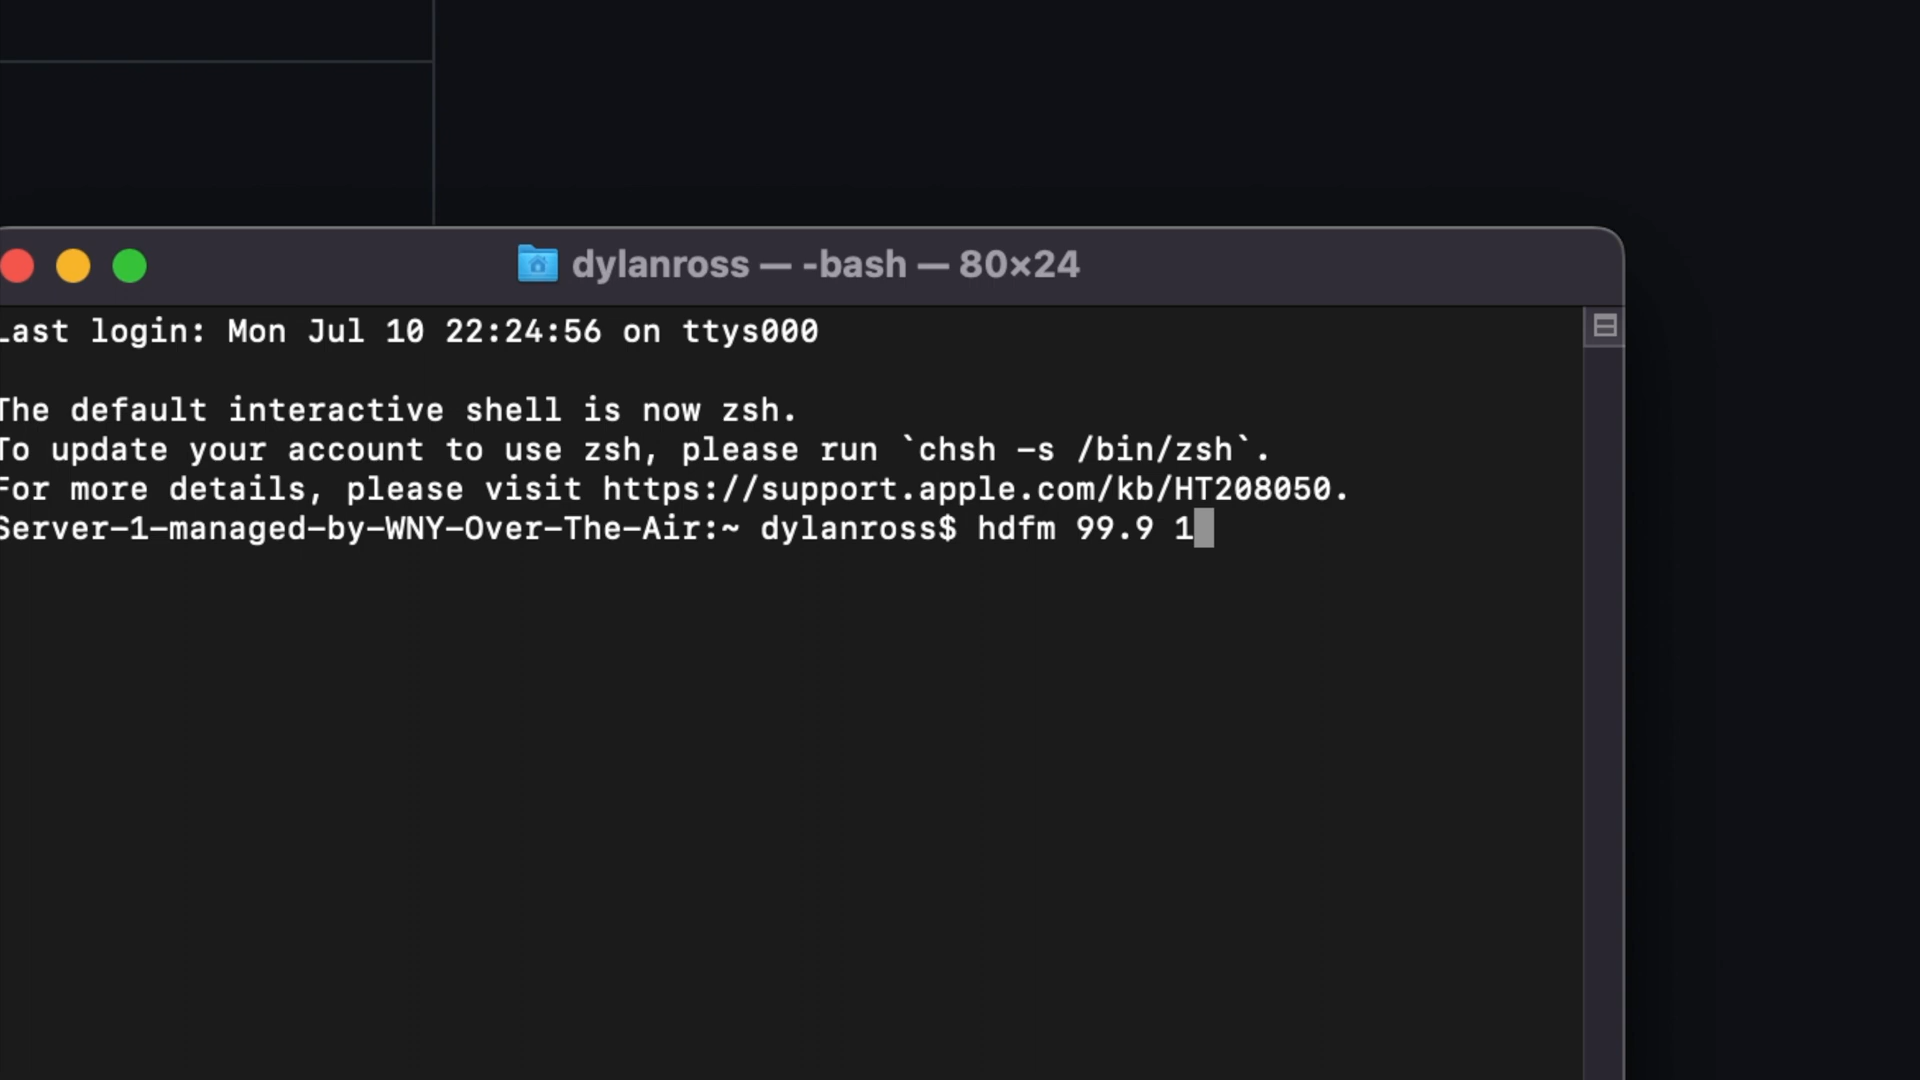 dylanross — -bash — 80×24
Last login: Mon Jul 10 22:24:56 on ttys000
The default interactive shell is now zsh.
To update your account to use zsh, please run `chsh -s /bin/zsh`.
For more details, please visit https://support.apple.com/kb/HT208050.
Server-1-managed-by-WNY-Over-The-Air:~ dylanross$ hdfm 99.9 1